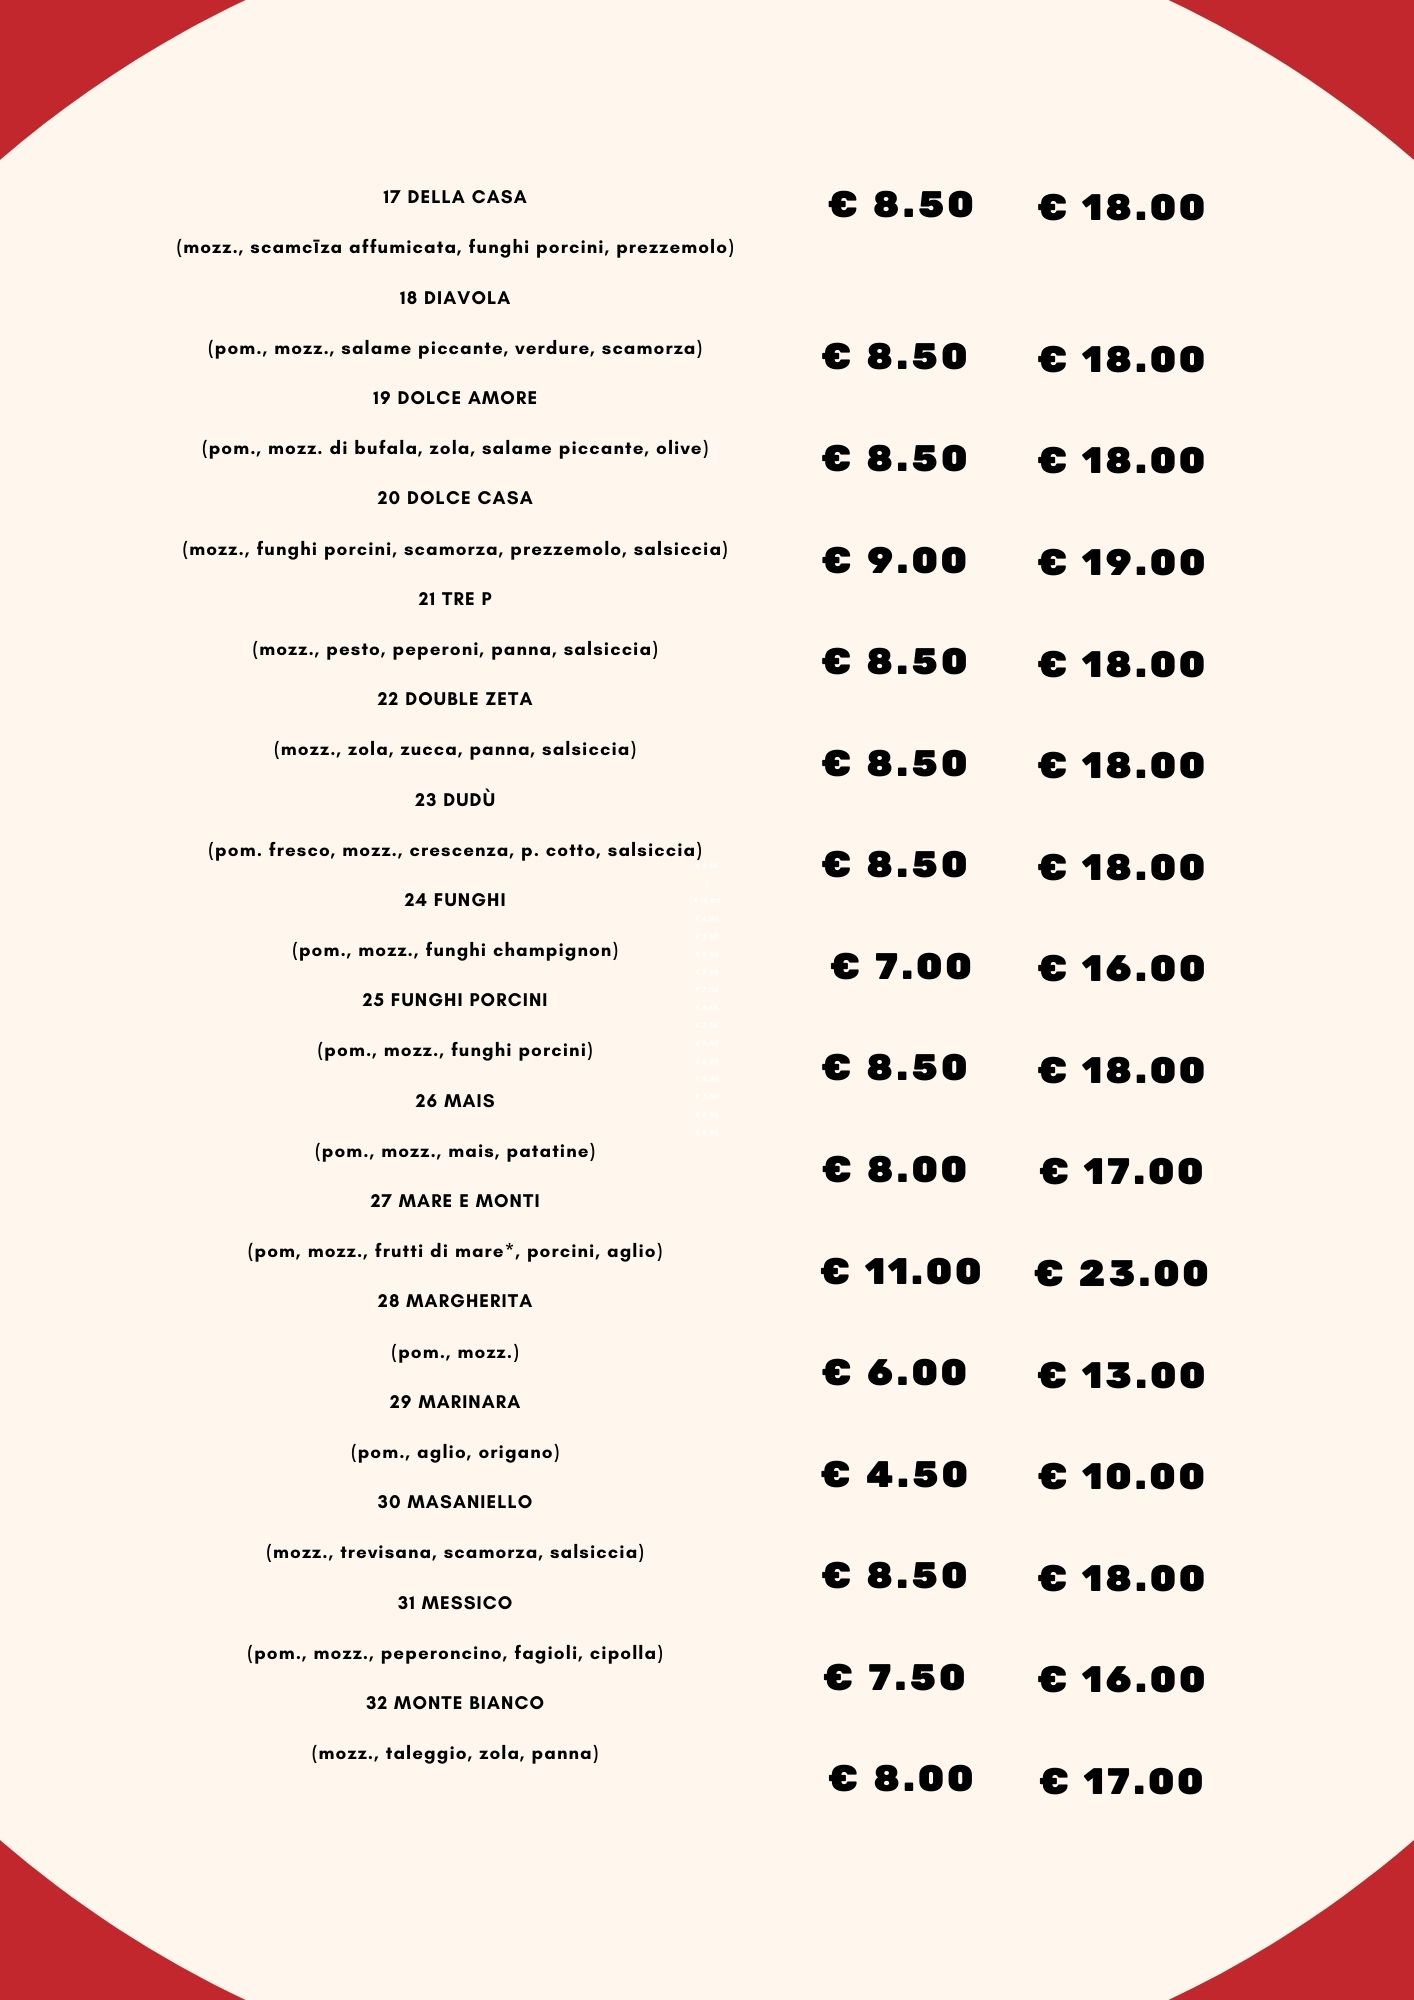 17 DELLA CASA € 8.50 € 18.00
(mozz., scamcīza affumicata, funghi porcini, prezzemolo)
18 DIAVOLA
(pom., mozz., salame piccante, verdure, scamorza) € 8.50 € 18.00
19 DOLCE AMORE
(pom., mozz. di bufala, zola, salame piccante, olive) € 8.50 € 18.00
20 DOLCE CASA
(mozz., funghi porcini, scamorza, prezzemolo, salsiccia) € 9.00 € 19.00
21 TRE P
(mozz., pesto, peperoni, panna, salsiccia) € 8.50 € 18.00
22 DOUBLE ZETA
(mozz., zola, zucca, panna, salsiccia) € 8.50 € 18.00
23 DUDÙ
(pom. fresco, mozz., crescenza, p. cotto, salsiccia) € 8.50 € 18.00
24 FUNGHI
(pom., mozz., funghi champignon) € 7.00 € 16.00
25 FUNGHI PORCINI
(pom., mozz., funghi porcini) € 8.50 € 18.00
26 MAIS
(pom., mozz., mais, patatine) € 8.00 € 17.00
27 MARE E MONTI
(pom, mozz., frutti di mare*, porcini, aglio) € 11.00 € 23.00
28 MARGHERITA
(pom., mozz.) € 6.00 € 13.00
29 MARINARA
(pom., aglio, origano) € 4.50 € 10.00
30 MASANIELLO
(mozz., trevisana, scamorza, salsiccia) € 8.50 € 18.00
31 MESSICO
(pom., mozz., peperoncino, fagioli, cipolla) € 7.50 € 16.00
32 MONTE BIANCO
(mozz., taleggio, zola, panna) € 8.00 € 17.00